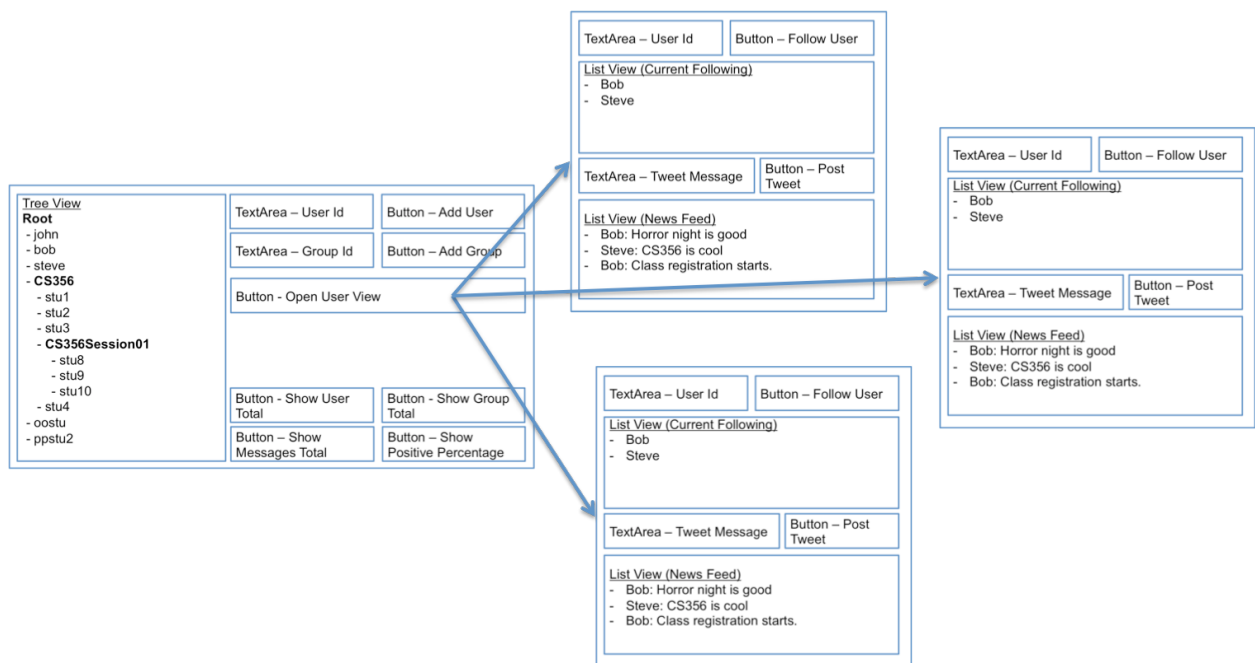 Tree View
Root
- john
- bob
- steve
- CS356
- stu1
- stu2
- stu3
- CS356Session01
- stu8
- stu9
- stu10
- stu4
- oostu
- ppstu2
TextArea – User Id
Button – Add User
TextArea – Group Id
Button – Add Group
Button - Open User View
Button - Show User
Total
Button - Show Group
Total
Button – Show
Messages Total
Button – Show
Positive Percentage
TextArea – User Id
Button – Follow User
List View (Current Following)
- Bob
- Steve
TextArea – Tweet Message
Button – Post
Tweet
List View (News Feed)
- Bob: Horror night is good
- Steve: CS356 is cool
- Bob: Class registration starts.
TextArea – User Id
Button – Follow User
List View (Current Following)
- Bob
- Steve
TextArea – Tweet Message
Button – Post
Tweet
List View (News Feed)
- Bob: Horror night is good
- Steve: CS356 is cool
- Bob: Class registration starts.
TextArea – User Id
Button – Follow User
List View (Current Following)
- Bob
- Steve
TextArea – Tweet Message
Button – Post
Tweet
List View (News Feed)
- Bob: Horror night is good
- Steve: CS356 is cool
- Bob: Class registration starts.